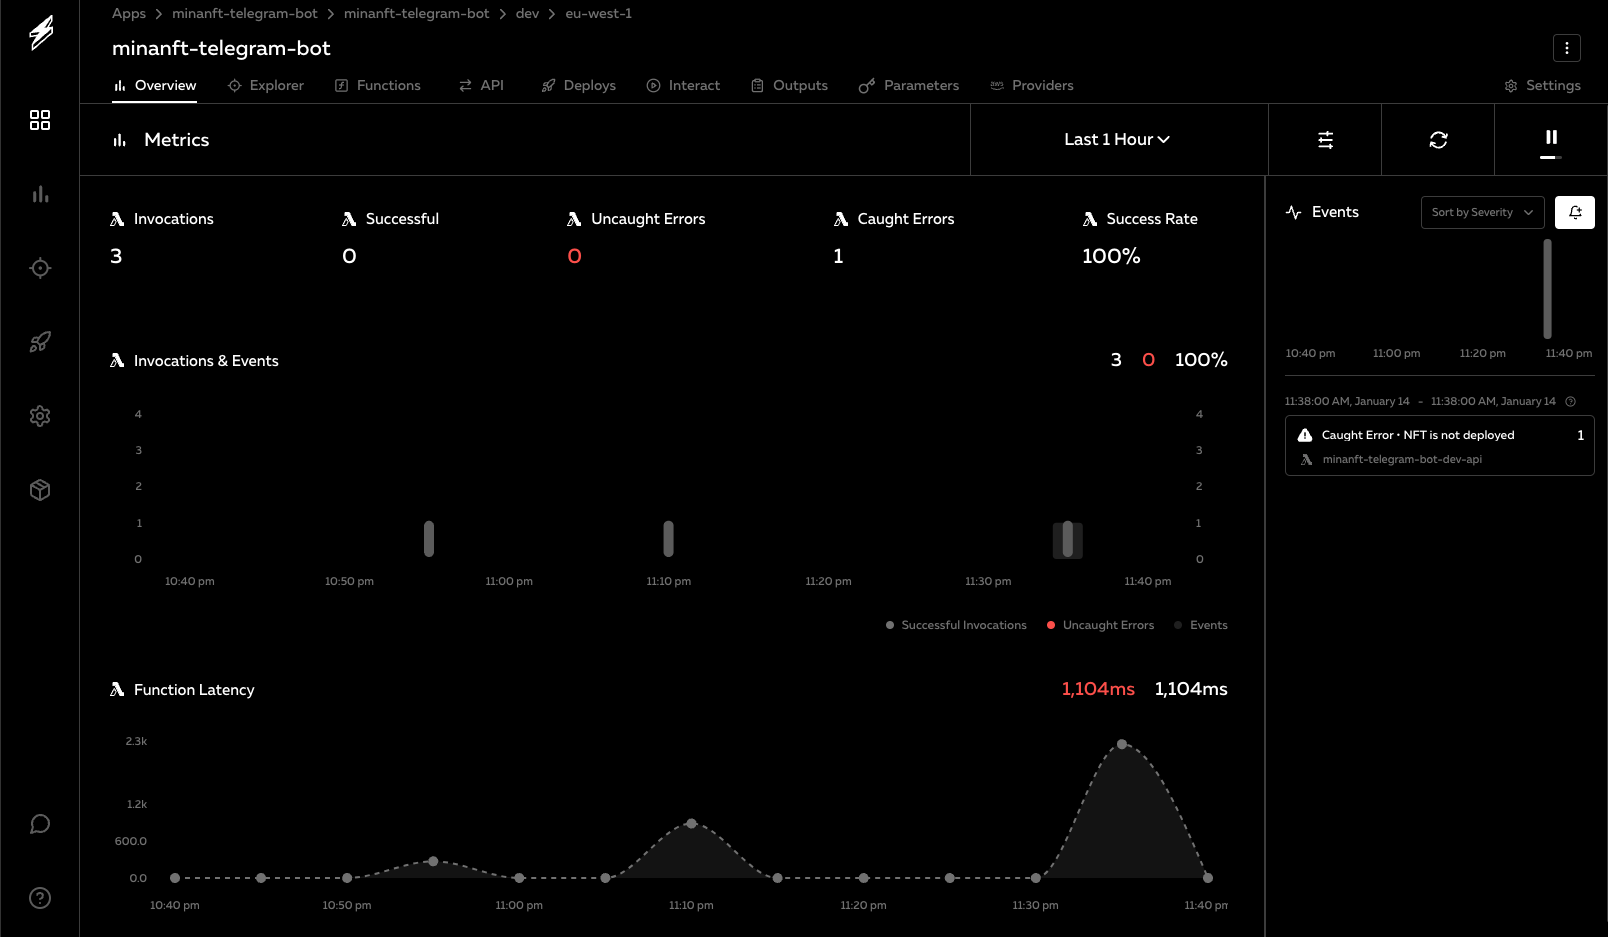 Apps > minanft-telegram-bot > minanft-telegram-bot > dev > eu-west-1
minanft-telegram-bot
Overview Explorer Functions API Deploys Interact Outputs Parameters aws Providers Settings
Metrics
Last 1 Hour
Invocations
3
Successful
0
Uncaught Errors
0
Caught Errors
1
Success Rate
100%
Invocations & Events
3 0 100%
4 4
3 3
2 2
1 1
0 0
10:40 pm 10:50 pm 11:00 pm 11:10 pm 11:20 pm 11:30 pm 11:40 pm
Successful Invocations Uncaught Errors Events
Function Latency
1,104ms 1,104ms
2.3k
1.2k
600.0
0.0
10:40 pm 10:50 pm 11:00 pm 11:10 pm 11:20 pm 11:30 pm 11:40 pm
Events
Sort by Severity
10:40 pm 11:00 pm 11:20 pm 11:40 pm
11:38:00 AM, January 14 - 11:38:00 AM, January 14
Caught Error • NFT is not deployed 1
minanft-telegram-bot-dev-api